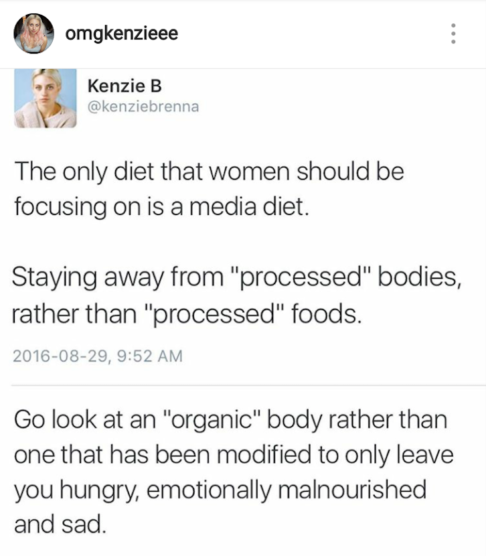 omgkenzieee
Kenzie B
@kenziebrenna
The only diet that women should be
focusing on is a media diet.
Staying away from "processed" bodies,
rather than "processed" foods.
2016-08-29, 9:52 AM
Go look at an "organic" body rather than
one that has been modified to only leave
you hungry, emotionally malnourished
and sad.